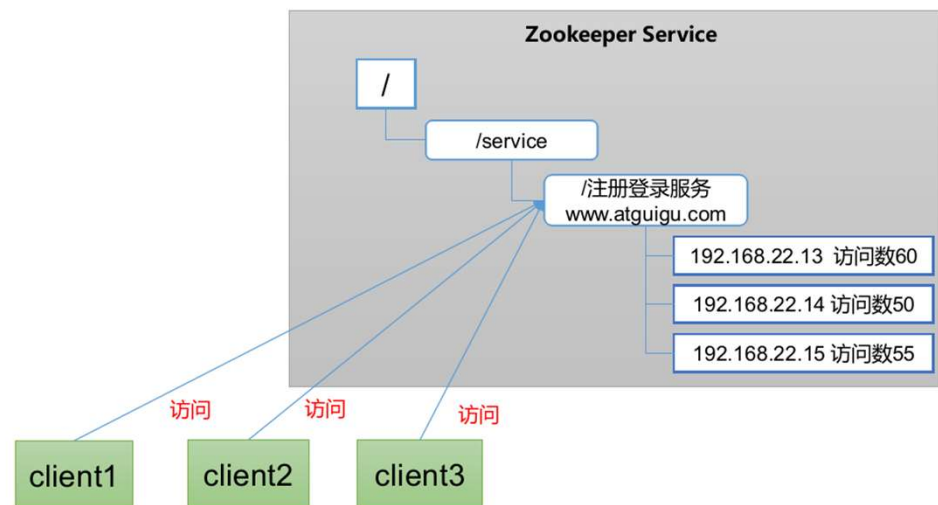 Zookeeper Service
/
/service
/注册登录服务
www.atguigu.com
192.168.22.13 访问数60
192.168.22.14 访问数50
192.168.22.15 访问数55
访问
访问
访问
client1
client2
client3